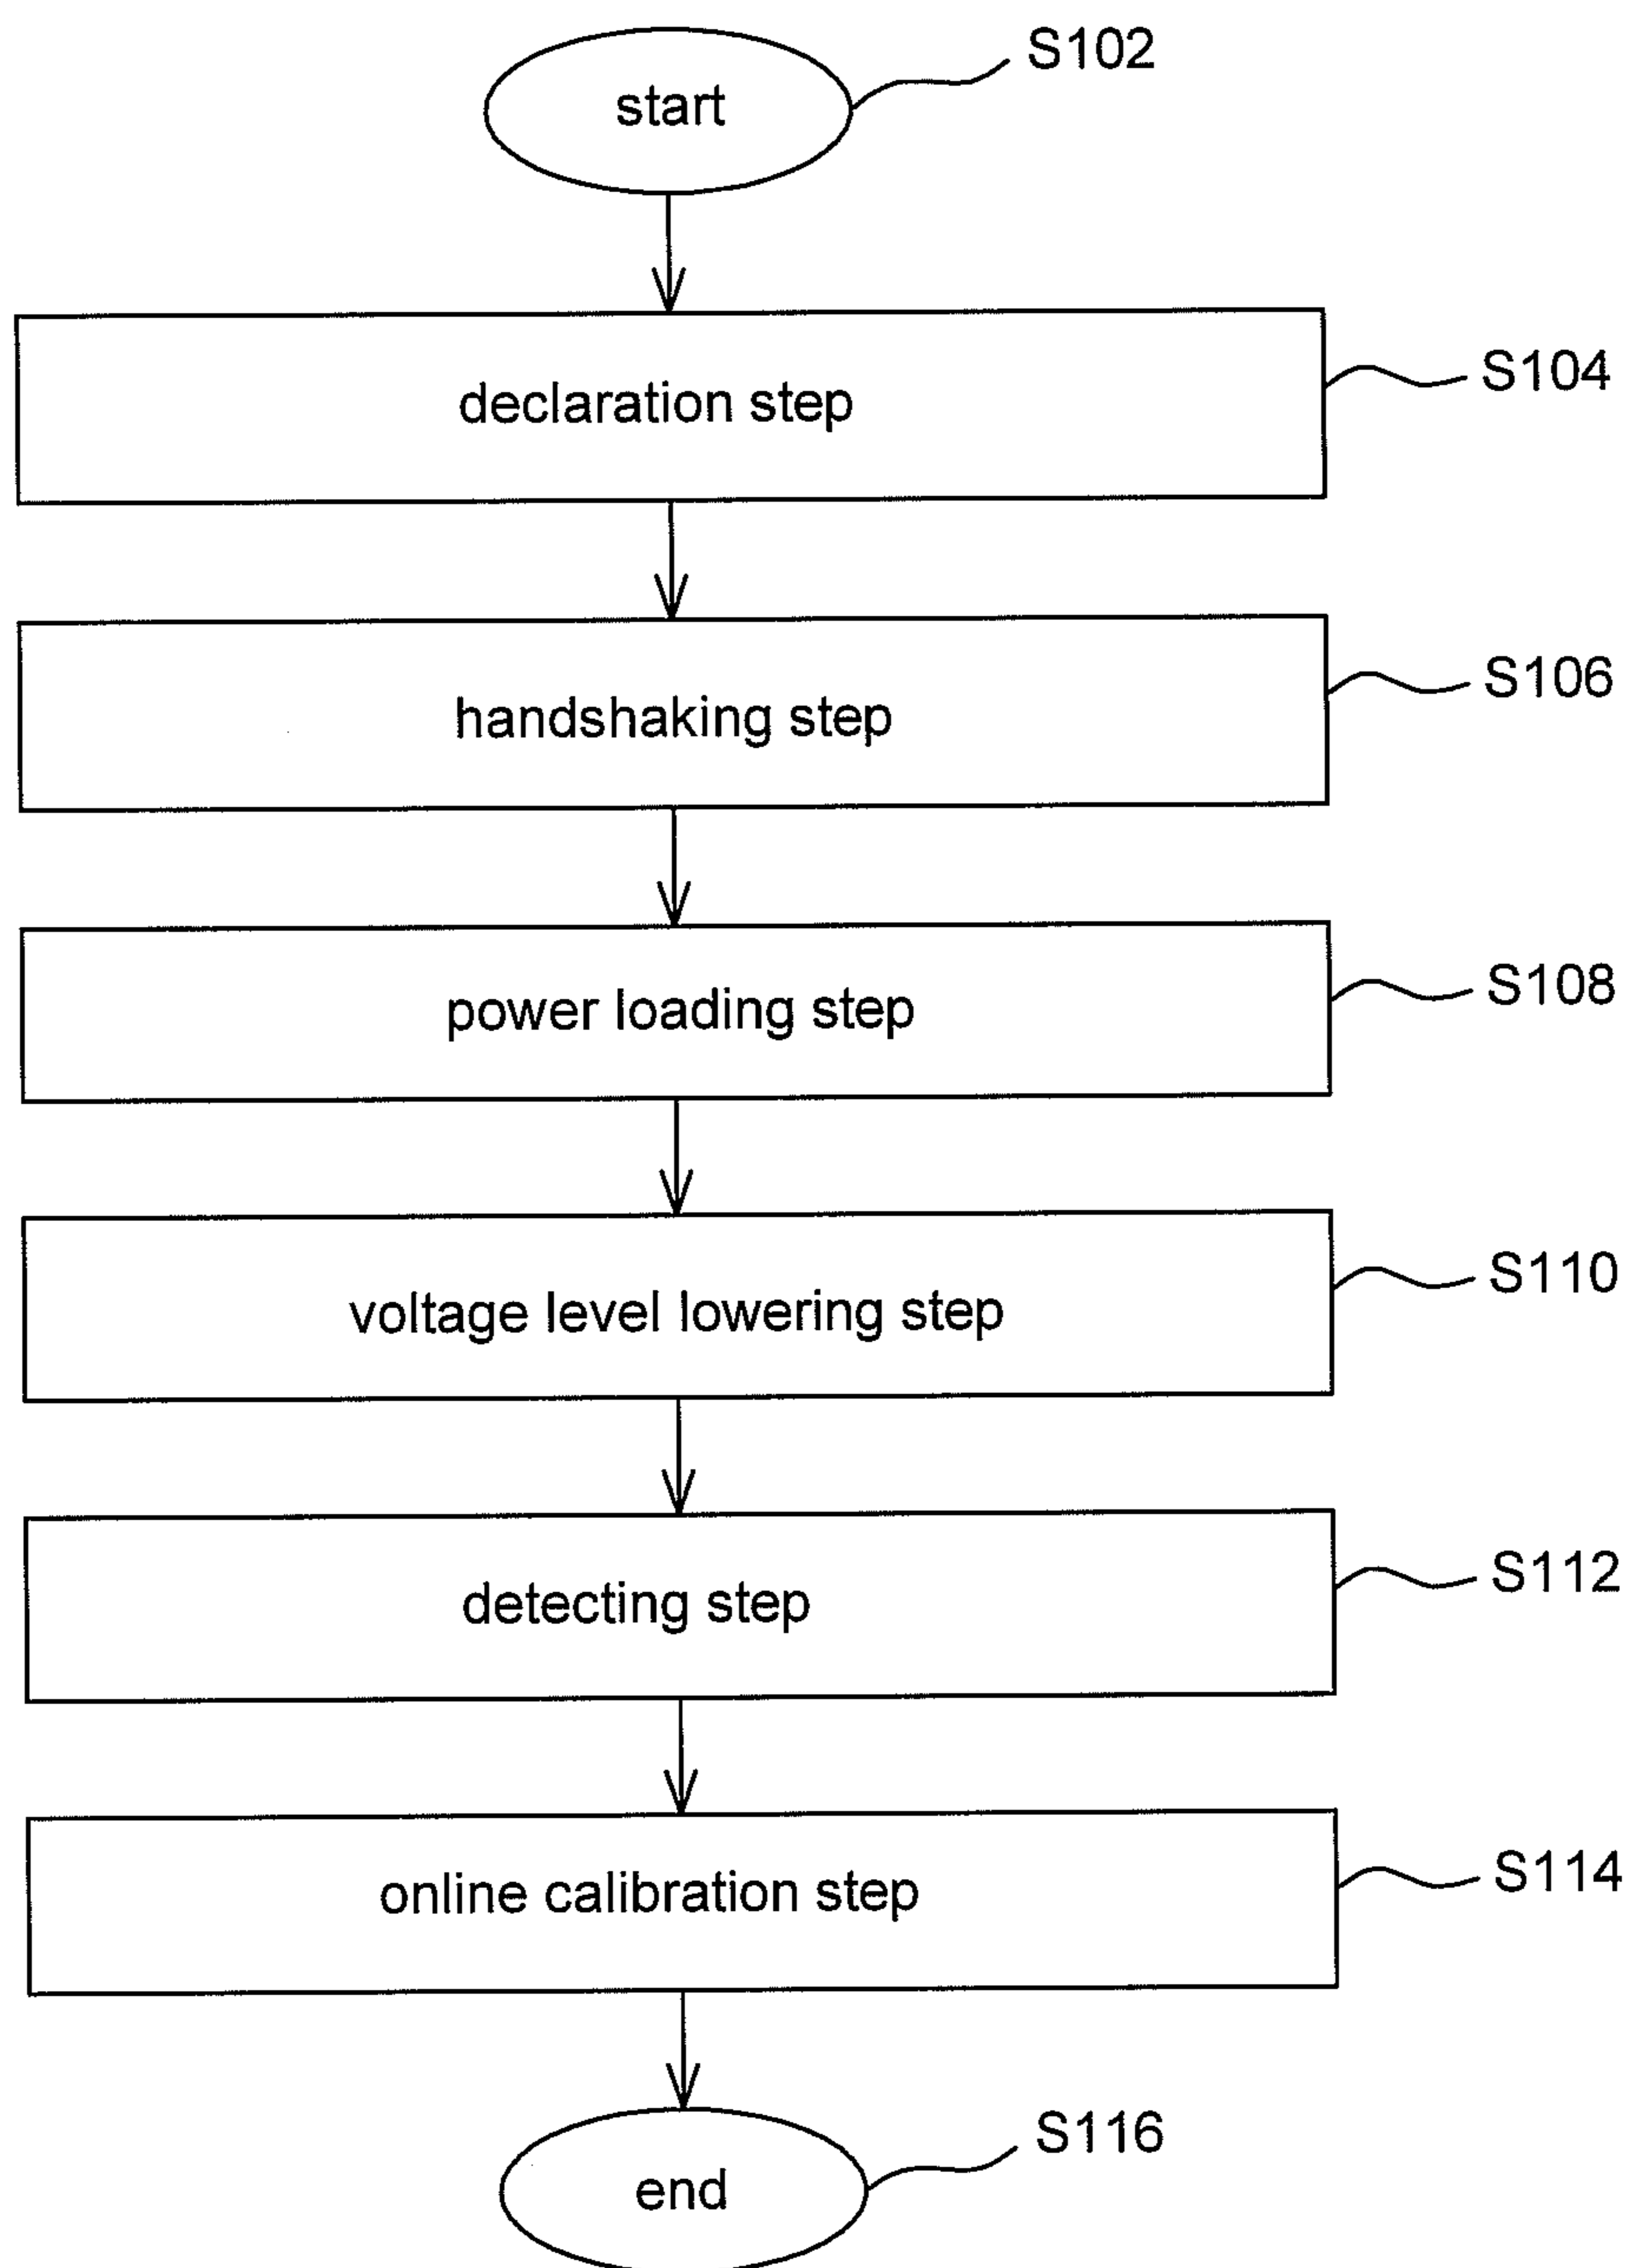 S102
start
S104
declaration step
S106
handshaking step
S108
power loading step
S110
voltage level lowering step
S112
detecting step
S114
online calibration step
S116
end